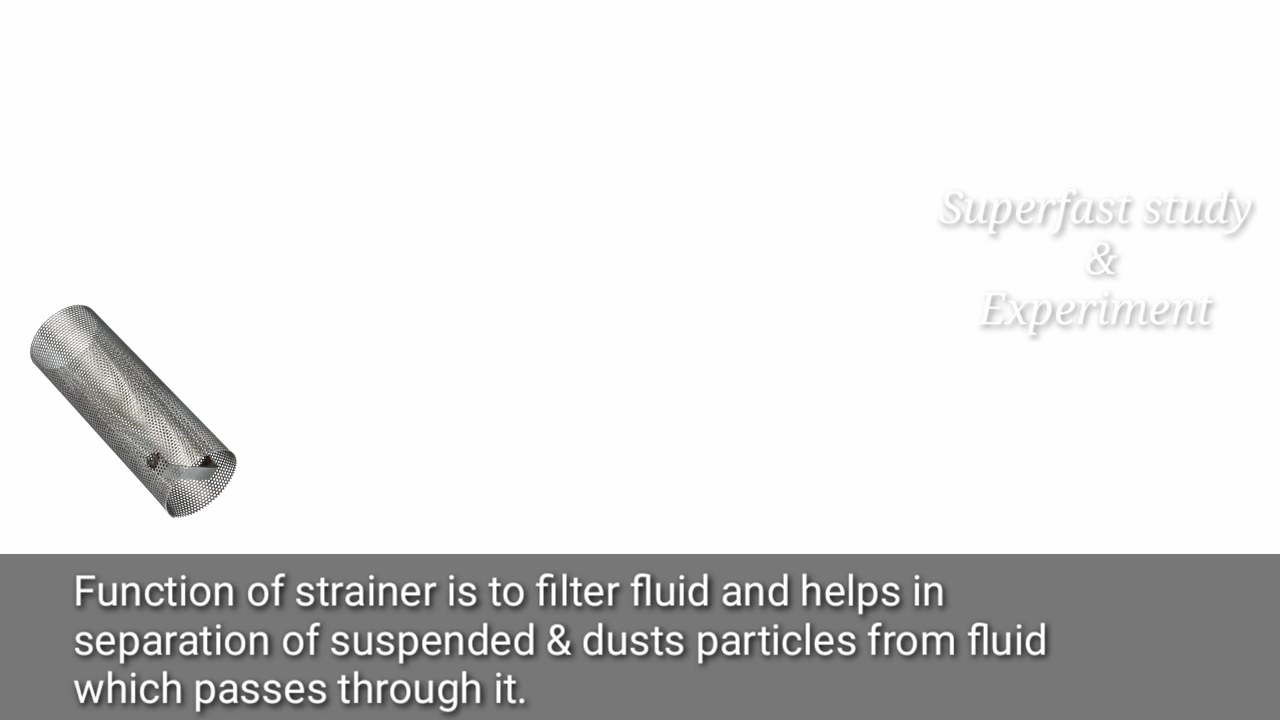 Superfast study
&
Experiment
Function of strainer is to filter fluid and helps in
separation of suspended & dusts particles from fluid
which passes through it.